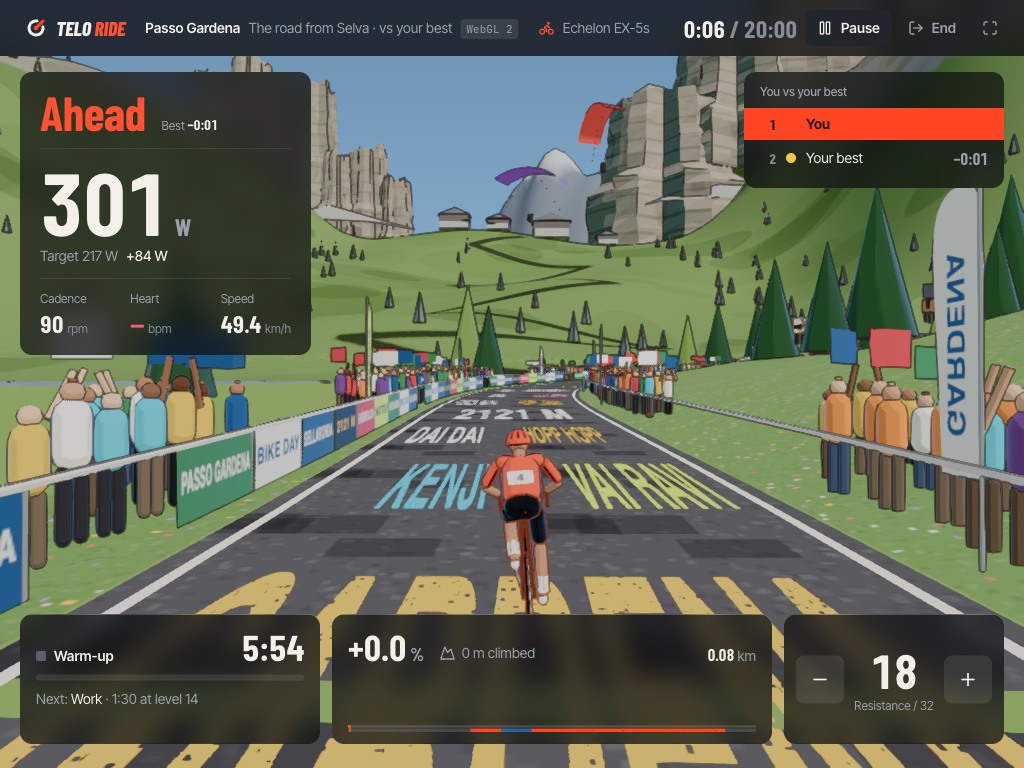 TELO RIDE
Passo Gardena The road from Selva · vs your best WebGL 2 Echelon EX-5s 0:06 / 20:00 Pause End
Ahead Best −0:01
301 W
Target 217 W +84 W
Cadence Heart Speed
90 rpm — bpm 49.4 km/h
You vs your best
1 You
2 Your best −0:01
GARDENA
2121 M
DAI DAI HOPP HOPP
KENJI
4
PASSO GARDENA
BIKE DAY
SELLARONDA
2121 M
Warm-up 5:54
Next: Work · 1:30 at level 14
+0.0 % 0 m climbed 0.08 km
− 18 +
Resistance / 32